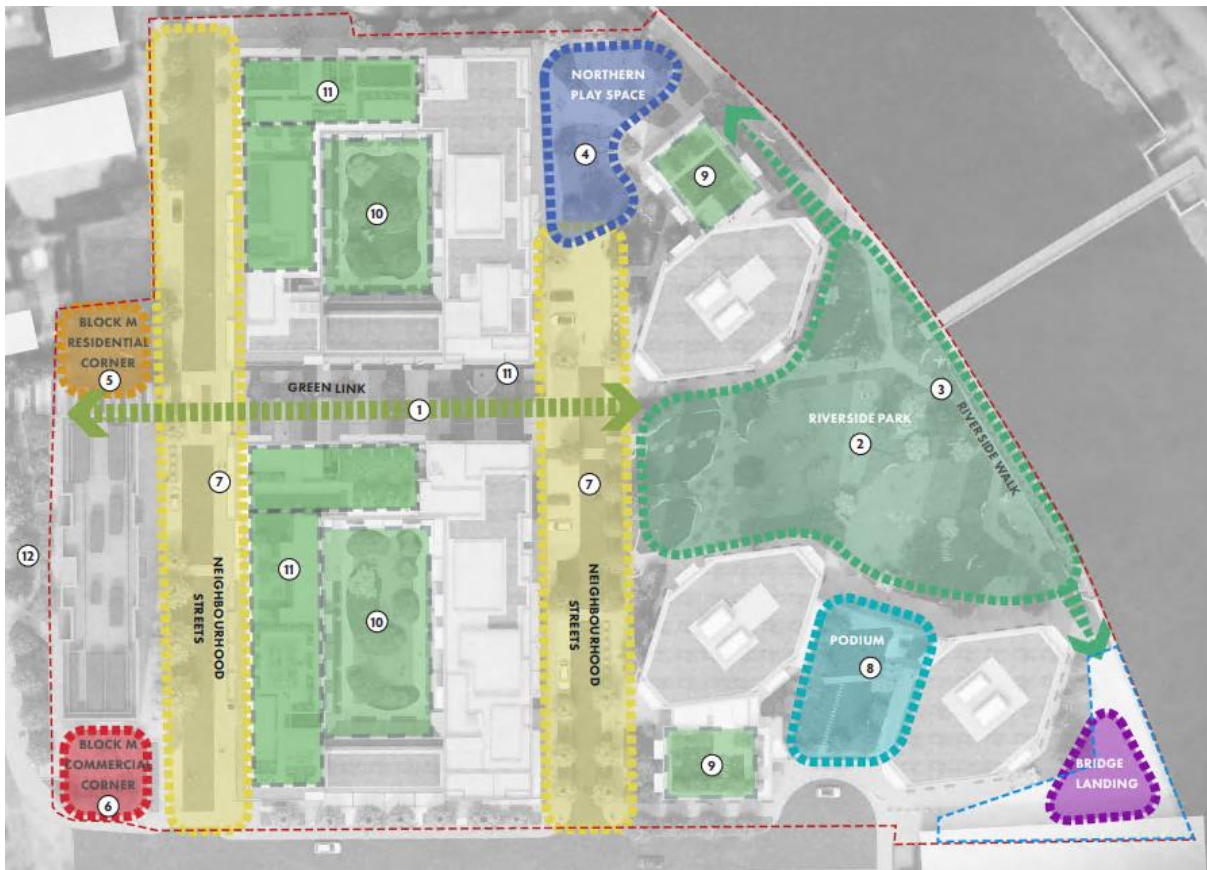 NORTHERN
PLAY SPACE
4
11
9
10
BLOCK M
RESIDENTIAL
CORNER
5
GREEN LINK
11
1
3
RIVERSIDE PARK
2
RIVERSIDE WALK
7
7
12
NEIGHBOURHOOD
STREETS
11
NEIGHBOURHOOD
STREETS
10
PODIUM
8
BLOCK M
COMMERCIAL
CORNER
6
9
BRIDGE
LANDING